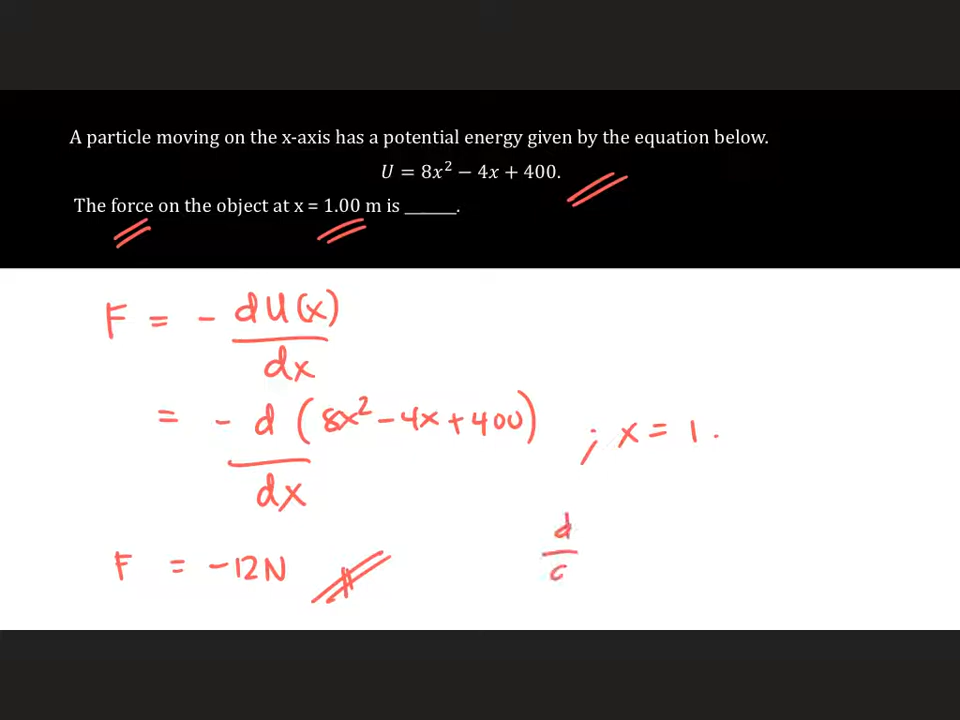 A particle moving on the x-axis has a potential energy given by the equation below.
U = 8x² − 4x + 400.
The force on the object at x = 1.00 m is ______.
F = - dU(x)
dx
= - d (8x² - 4x + 400) ; x = 1.
dx
F = -12N
d